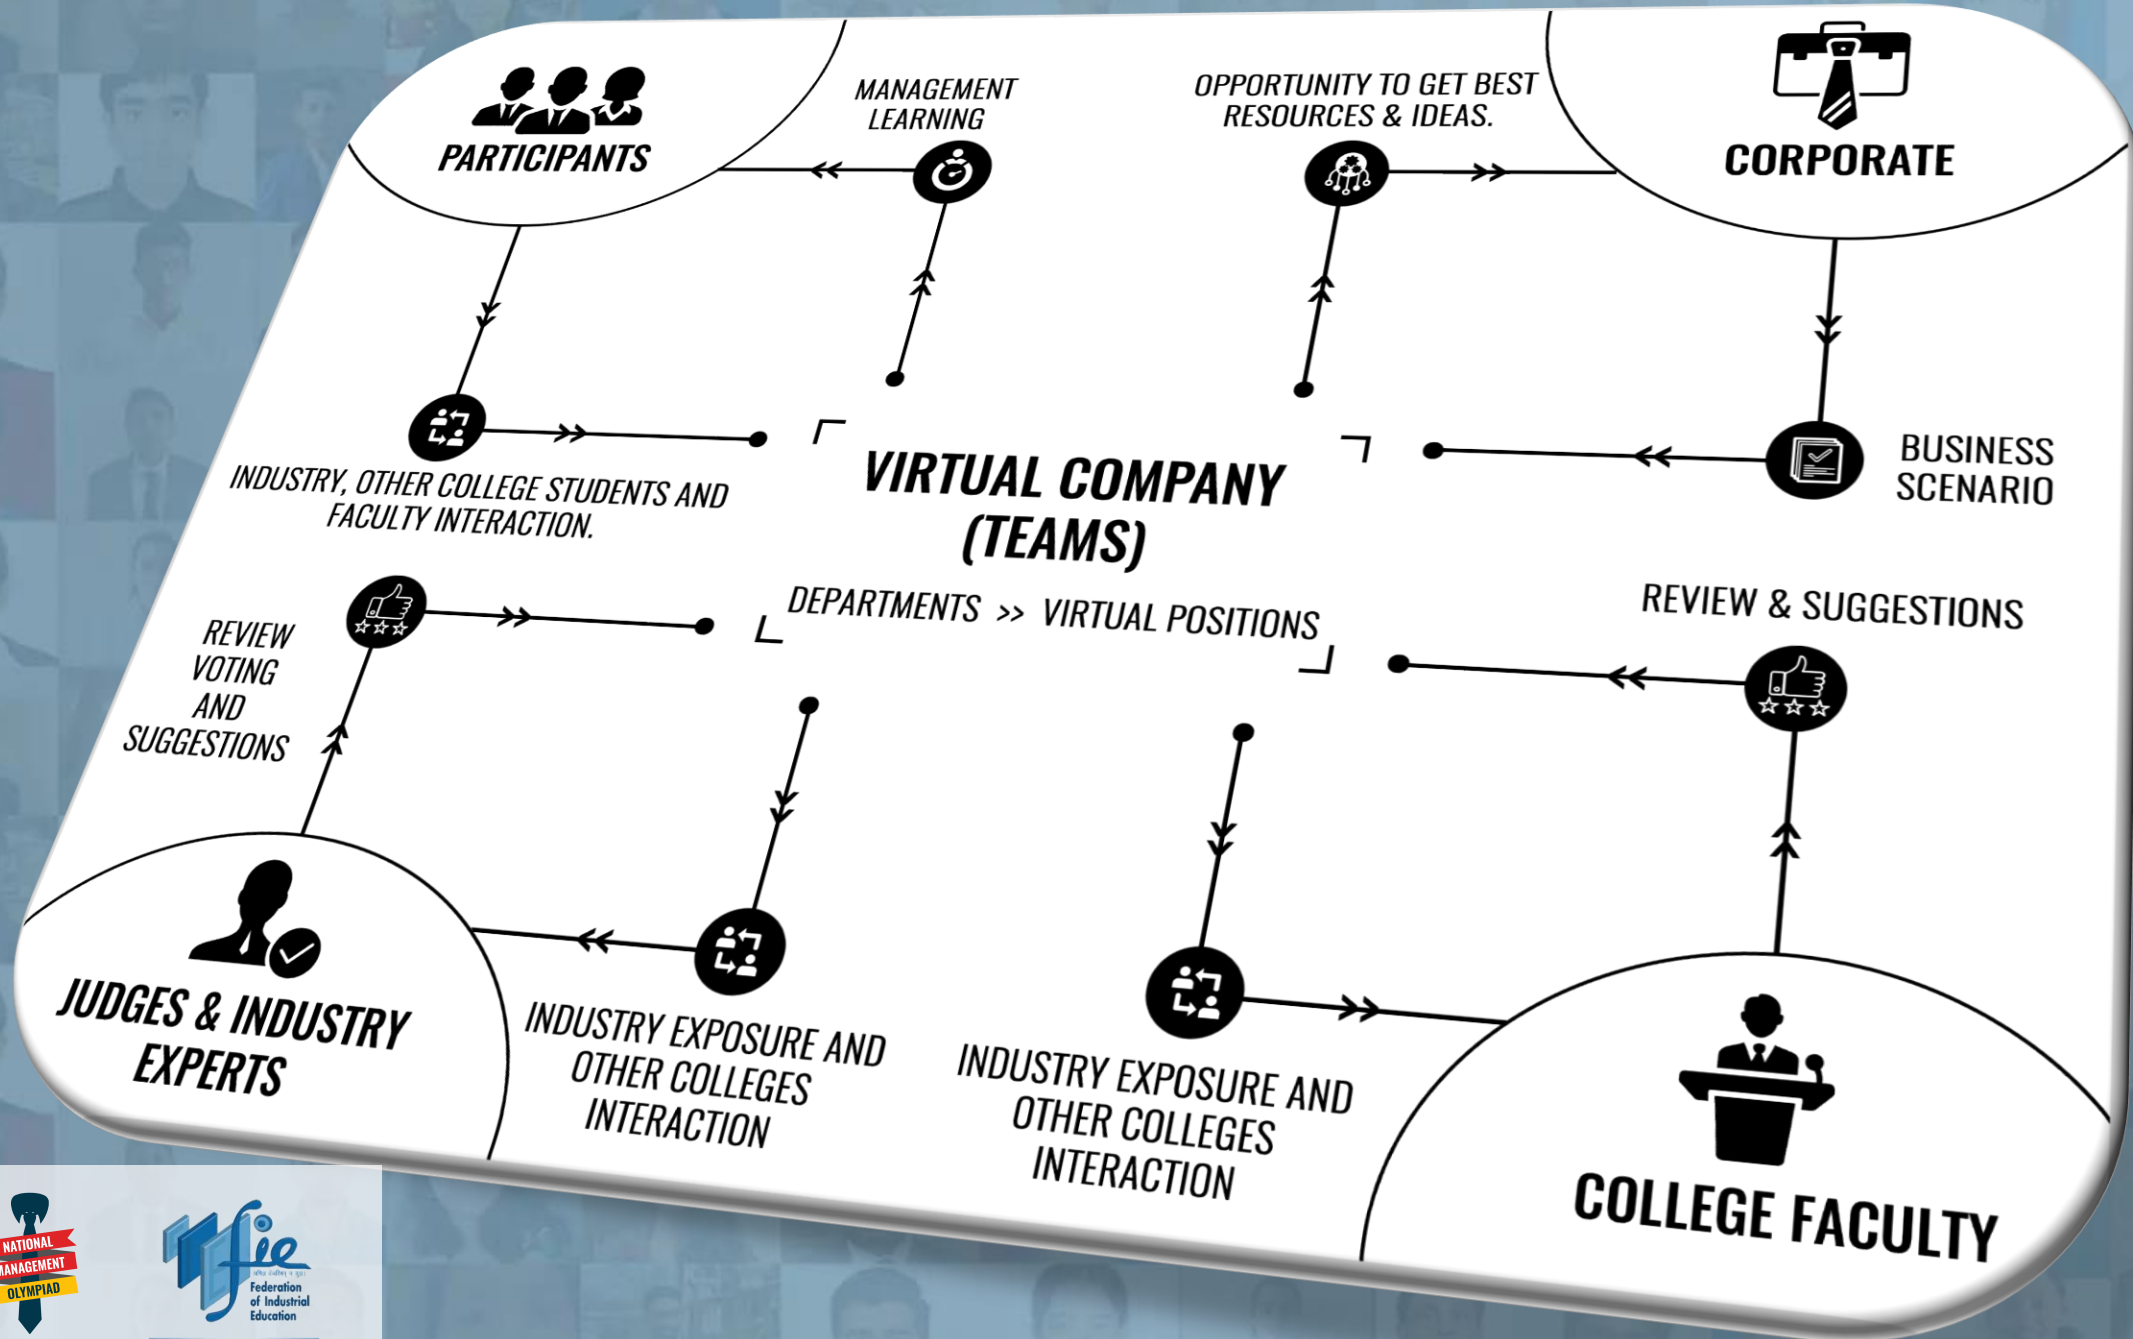 PARTICIPANTS
MANAGEMENT
LEARNING
OPPORTUNITY TO GET BEST
RESOURCES & IDEAS.
CORPORATE
INDUSTRY, OTHER COLLEGE STUDENTS AND
FACULTY INTERACTION.
VIRTUAL COMPANY
(TEAMS)
DEPARTMENTS >> VIRTUAL POSITIONS
BUSINESS
SCENARIO
REVIEW & SUGGESTIONS
REVIEW
VOTING
AND
SUGGESTIONS
JUDGES & INDUSTRY
EXPERTS
INDUSTRY EXPOSURE AND
OTHER COLLEGES
INTERACTION
INDUSTRY EXPOSURE AND
OTHER COLLEGES
INTERACTION
COLLEGE FACULTY
NATIONAL
MANAGEMENT
OLYMPIAD
fie
Federation
of Industrial
Education